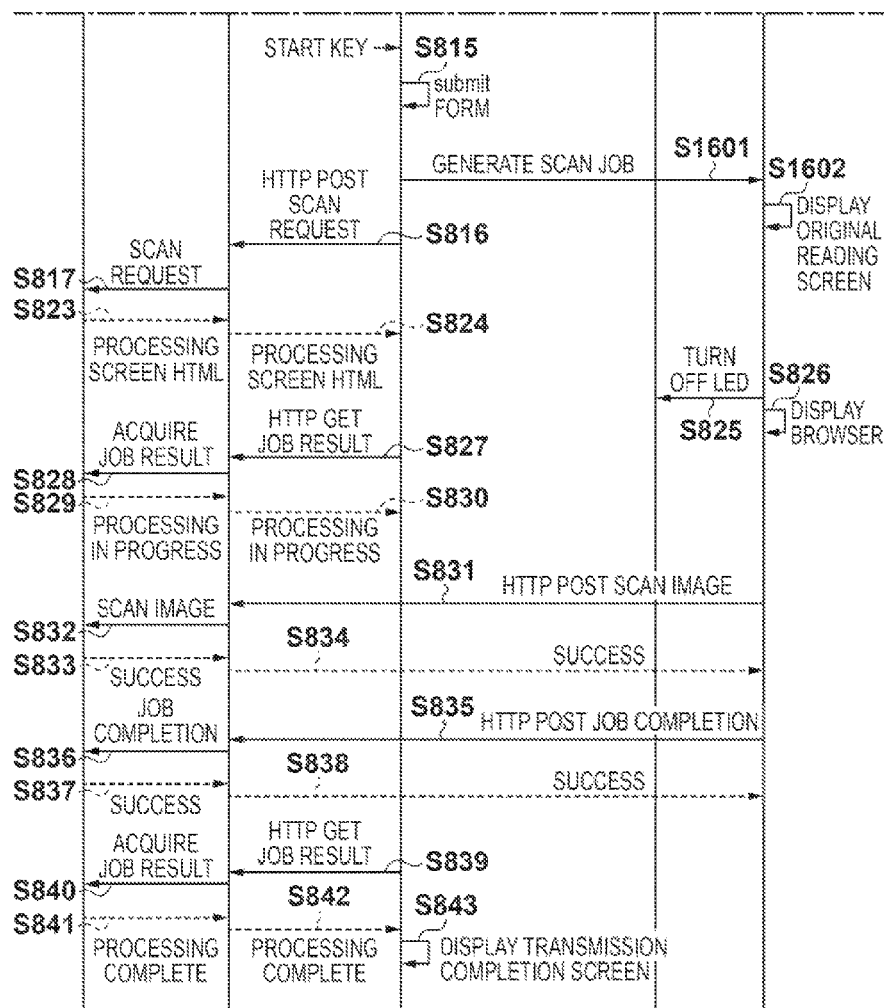 START KEY
S815
submit
FORM
S1601
GENERATE SCAN JOB
S1602
DISPLAY
ORIGINAL
READING
SCREEN
HTTP POST
SCAN
REQUEST
S816
SCAN
REQUEST
S817
S823
S824
PROCESSING
SCREEN HTML
PROCESSING
SCREEN HTML
TURN
OFF LED
S826
S825
DISPLAY
BROWSER
HTTP GET
JOB RESULT
S827
ACQUIRE
JOB RESULT
S828
S829
S830
PROCESSING
IN PROGRESS
PROCESSING
IN PROGRESS
S831
HTTP POST SCAN IMAGE
SCAN IMAGE
S832
S833
S834
SUCCESS
SUCCESS
S835
JOB
COMPLETION
HTTP POST JOB COMPLETION
S836
S837
S838
SUCCESS
SUCCESS
HTTP GET
JOB RESULT
S839
ACQUIRE
JOB RESULT
S840
S841
S842
S843
PROCESSING
COMPLETE
PROCESSING
COMPLETE
DISPLAY TRANSMISSION
COMPLETION SCREEN